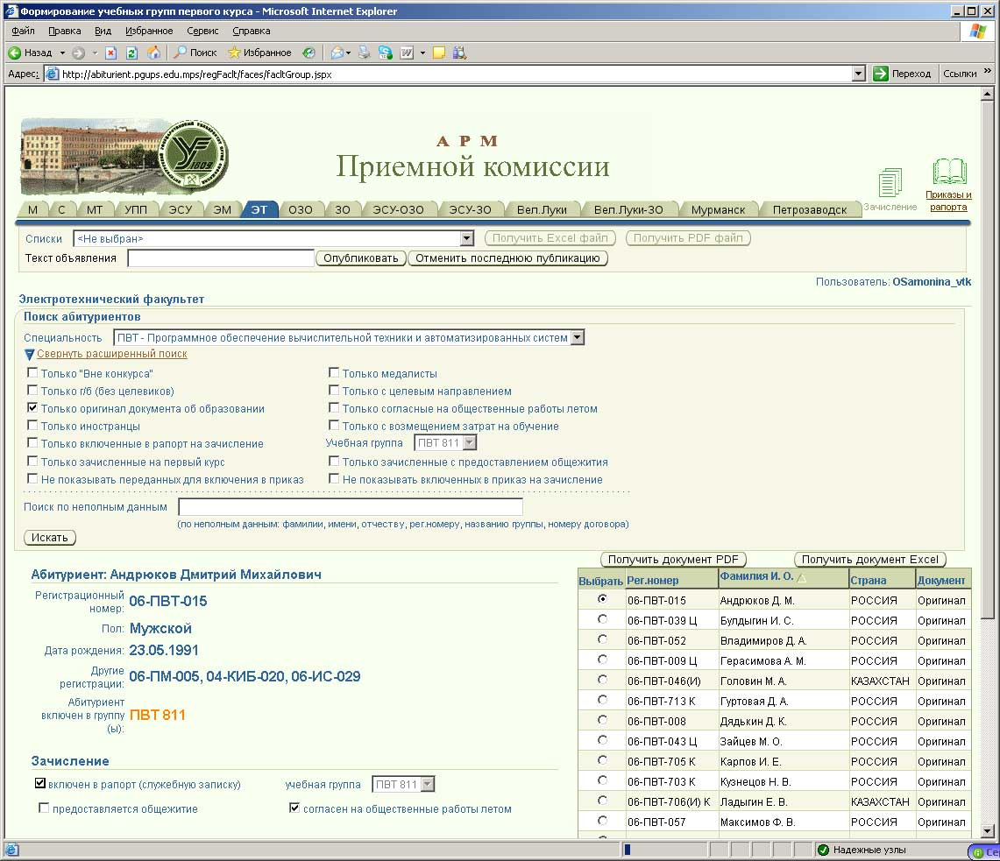 Формирование учебных групп первого курса - Microsoft Internet Explorer
Файл Правка Вид Избранное Сервис Справка
Назад Поиск Избранное
Адрес: http://abiturient.pgups.edu.mps/regFaclt/faces/facltGroup.jspx Переход Ссылки »
1809
АРМ
Приемной комиссии
Зачисление
Приказы и рапорта
М С МТ УПП ЭСУ ЭМ ЭТ ОЗО ЗО ЭСУ-ОЗО ЭСУ-ЗО Вел.Луки Вел.Луки-ЗО Мурманск Петрозаводск
Списки <Не выбран> Получить Excel файл Получить PDF файл
Текст объявления Опубликовать Отменить последнюю публикацию
Пользователь: OSamonina_vtk
Электротехнический факультет
Поиск абитуриентов
Специальность ПВТ - Программное обеспечение вычислительной техники и автоматизированных систем
Свернуть расширенный поиск
Только "Вне конкурса" Только медалисты
Только г/б (без целевиков) Только с целевым направлением
Только оригинал документа об образовании Только согласные на общественные работы летом
Только иностранцы Только с возмещением затрат на обучение
Только включенные в рапорт на зачисление Учебная группа ПВТ 811
Только зачисленные на первый курс Только зачисленные с предоставлением общежития
Не показывать переданных для включения в приказ Не показывать включенных в приказ на зачисление
Поиск по неполным данным
(по неполным данным: фамилии, имени, отчеству, рег.номеру, названию группы, номеру договора)
Искать
Получить документ PDF Получить документ Excel
Абитуриент: Андрюков Дмитрий Михайлович
Регистрационный номер: 06-ПВТ-015
Пол: Мужской
Дата рождения: 23.05.1991
Другие регистрации: 06-ПМ-005, 04-КИБ-020, 06-ИС-029
Абитуриент включен в группу (ы): ПВТ 811
Зачисление
включен в рапорт (служебную записку) учебная группа ПВТ 811
предоставляется общежитие согласен на общественные работы летом
Выбрать Рег.номер Фамилия И. О. Страна Документ
06-ПВТ-015 Андрюков Д. М. РОССИЯ Оригинал
06-ПВТ-039 Ц Булдыгин И. С. РОССИЯ Оригинал
06-ПВТ-052 Владимиров Д. А. РОССИЯ Оригинал
06-ПВТ-009 Ц Герасимова А. М. РОССИЯ Оригинал
06-ПВТ-046(И) Головин М. А. КАЗАХСТАН Оригинал
06-ПВТ-713 К Гуртовая Д. А. РОССИЯ Оригинал
06-ПВТ-008 Дядькин Д. К. РОССИЯ Оригинал
06-ПВТ-043 Ц Зайцев М. О. РОССИЯ Оригинал
06-ПВТ-705 К Карпов И. Е. РОССИЯ Оригинал
06-ПВТ-703 К Кузнецов Н. В. РОССИЯ Оригинал
06-ПВТ-706(И) К Ладыгин Е. В. КАЗАХСТАН Оригинал
06-ПВТ-057 Максимов Ф. В. РОССИЯ Оригинал
Надежные узлы